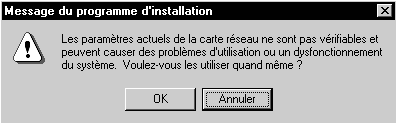 Message du programme d'installation
Les paramètres actuels de la carte réseau ne sont pas vérifiables et
peuvent causer des problèmes d'utilisation ou un dysfonctionnement
du système. Voulez-vous les utiliser quand même ?
OK
Annuler